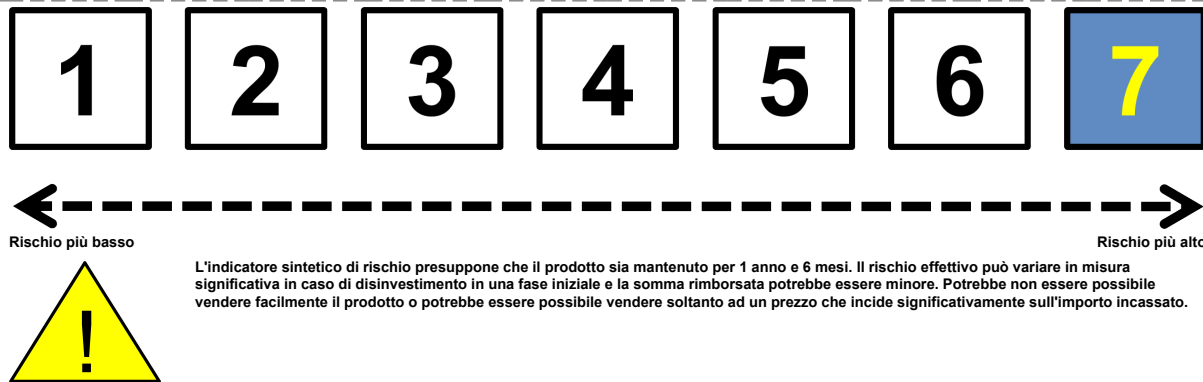 1 2 3 4 5 6 7
Rischio più basso Rischio più alto
L'indicatore sintetico di rischio presuppone che il prodotto sia mantenuto per 1 anno e 6 mesi. Il rischio effettivo può variare in misura
significativa in caso di disinvestimento in una fase iniziale e la somma rimborsata potrebbe essere minore. Potrebbe non essere possibile
vendere facilmente il prodotto o potrebbe essere possibile vendere soltanto ad un prezzo che incide significativamente sull'importo incassato.
!